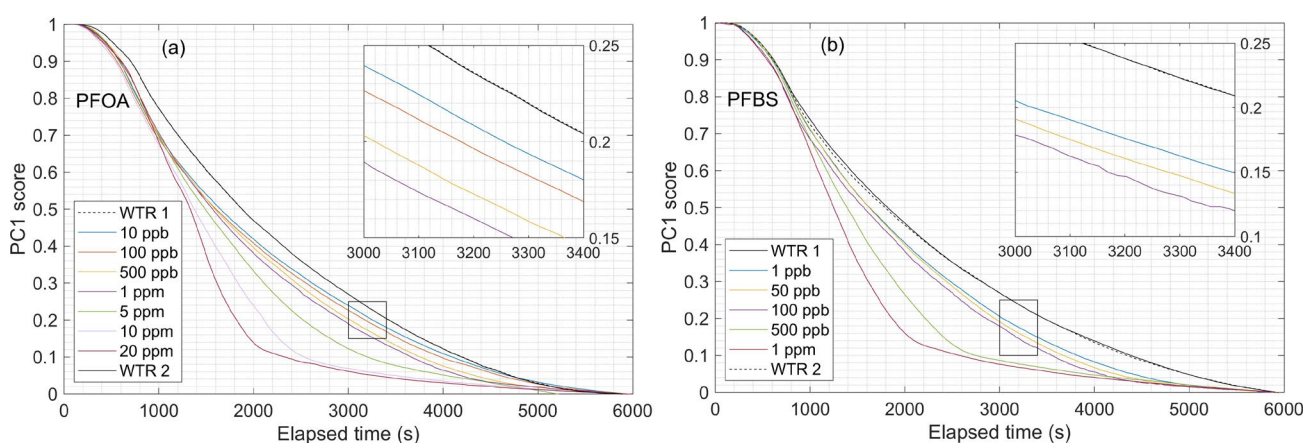 (a)
PFOA
PC1 score
1
0.9
0.8
0.7
0.6
0.5
0.4
0.3
0.2
0.1
0
0 1000 2000 3000 4000 5000 6000
Elapsed time (s)
WTR 1
10 ppb
100 ppb
500 ppb
1 ppm
5 ppm
10 ppm
20 ppm
WTR 2
0.25
0.2
0.15
3000 3100 3200 3300 3400
(b)
PFBS
PC1 score
1
0.9
0.8
0.7
0.6
0.5
0.4
0.3
0.2
0.1
0
0 1000 2000 3000 4000 5000 6000
Elapsed time (s)
WTR 1
1 ppb
50 ppb
100 ppb
500 ppb
1 ppm
WTR 2
0.25
0.2
0.15
0.1
3000 3100 3200 3300 3400